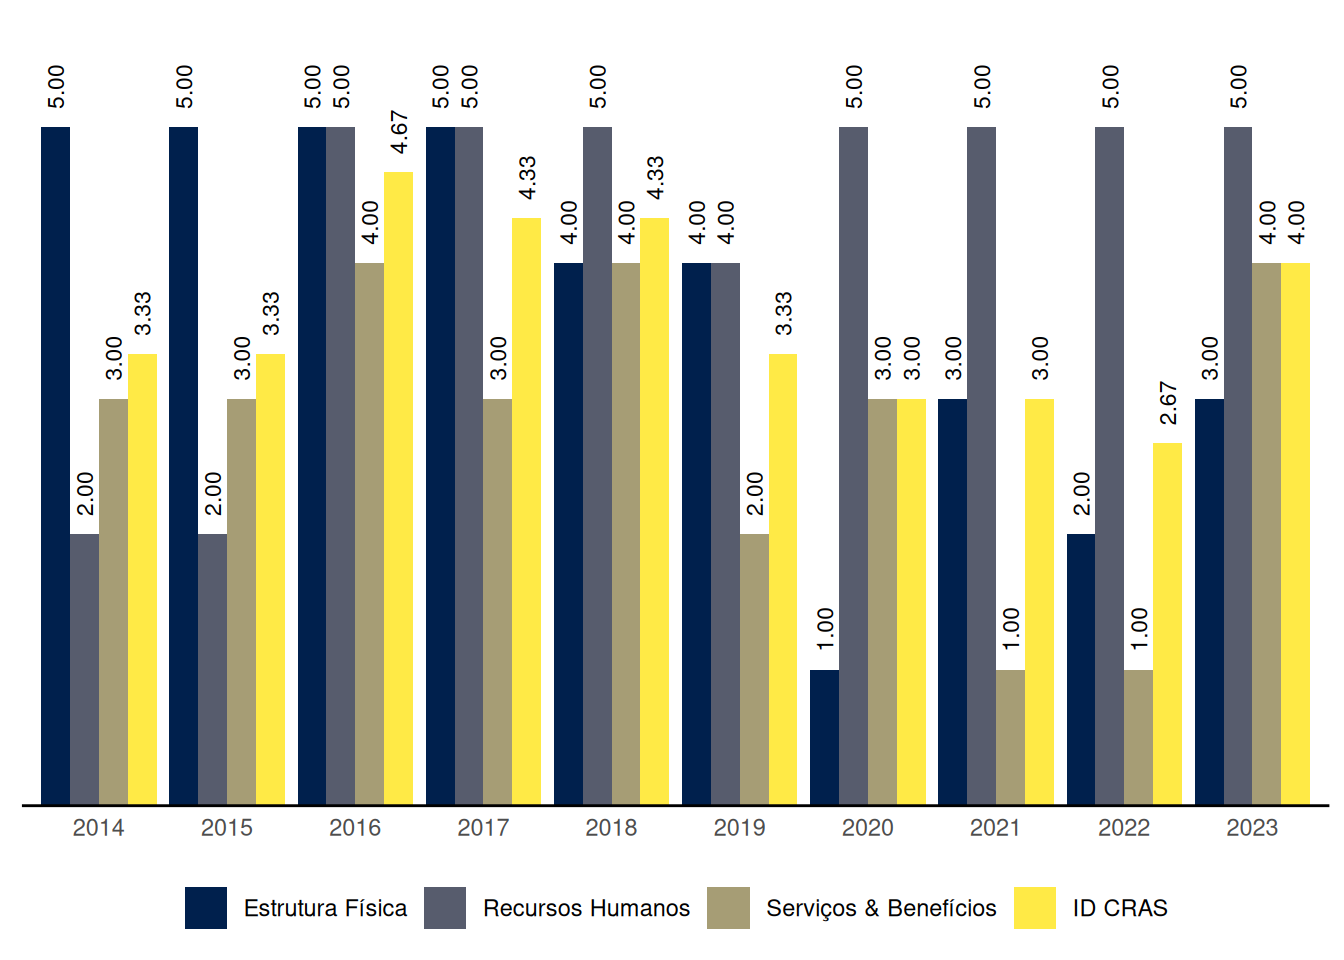 5.00 2.00 3.00 3.33
5.00 2.00 3.00 3.33
5.00 5.00 4.00 4.67
5.00 5.00 3.00 4.33
4.00 5.00 4.00 4.33
4.00 4.00 2.00 3.33
1.00 5.00 3.00 3.00
3.00 5.00 1.00 3.00
2.00 5.00 1.00 2.67
3.00 5.00 4.00 4.00
2014 2015 2016 2017 2018 2019 2020 2021 2022 2023
Estrutura Física Recursos Humanos Serviços & Benefícios ID CRAS